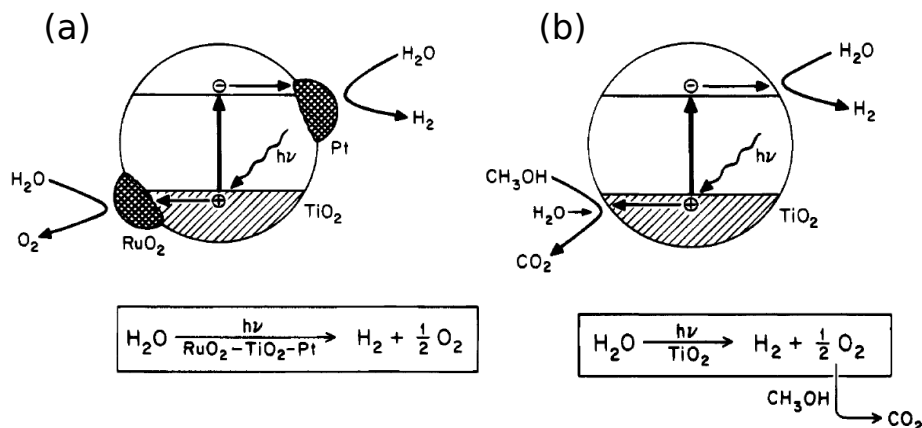 (a)
⊖
H₂O
H₂
Pt
hν
H₂O
⊕
TiO₂
O₂
RuO₂
H₂O hν RuO₂–TiO₂–Pt H₂ + 1/2 O₂
(b)
⊖
H₂O
H₂
hν
CH₃OH
H₂O
⊕
TiO₂
CO₂
H₂O hν TiO₂ H₂ + 1/2 O₂
CH₃OH
CO₂